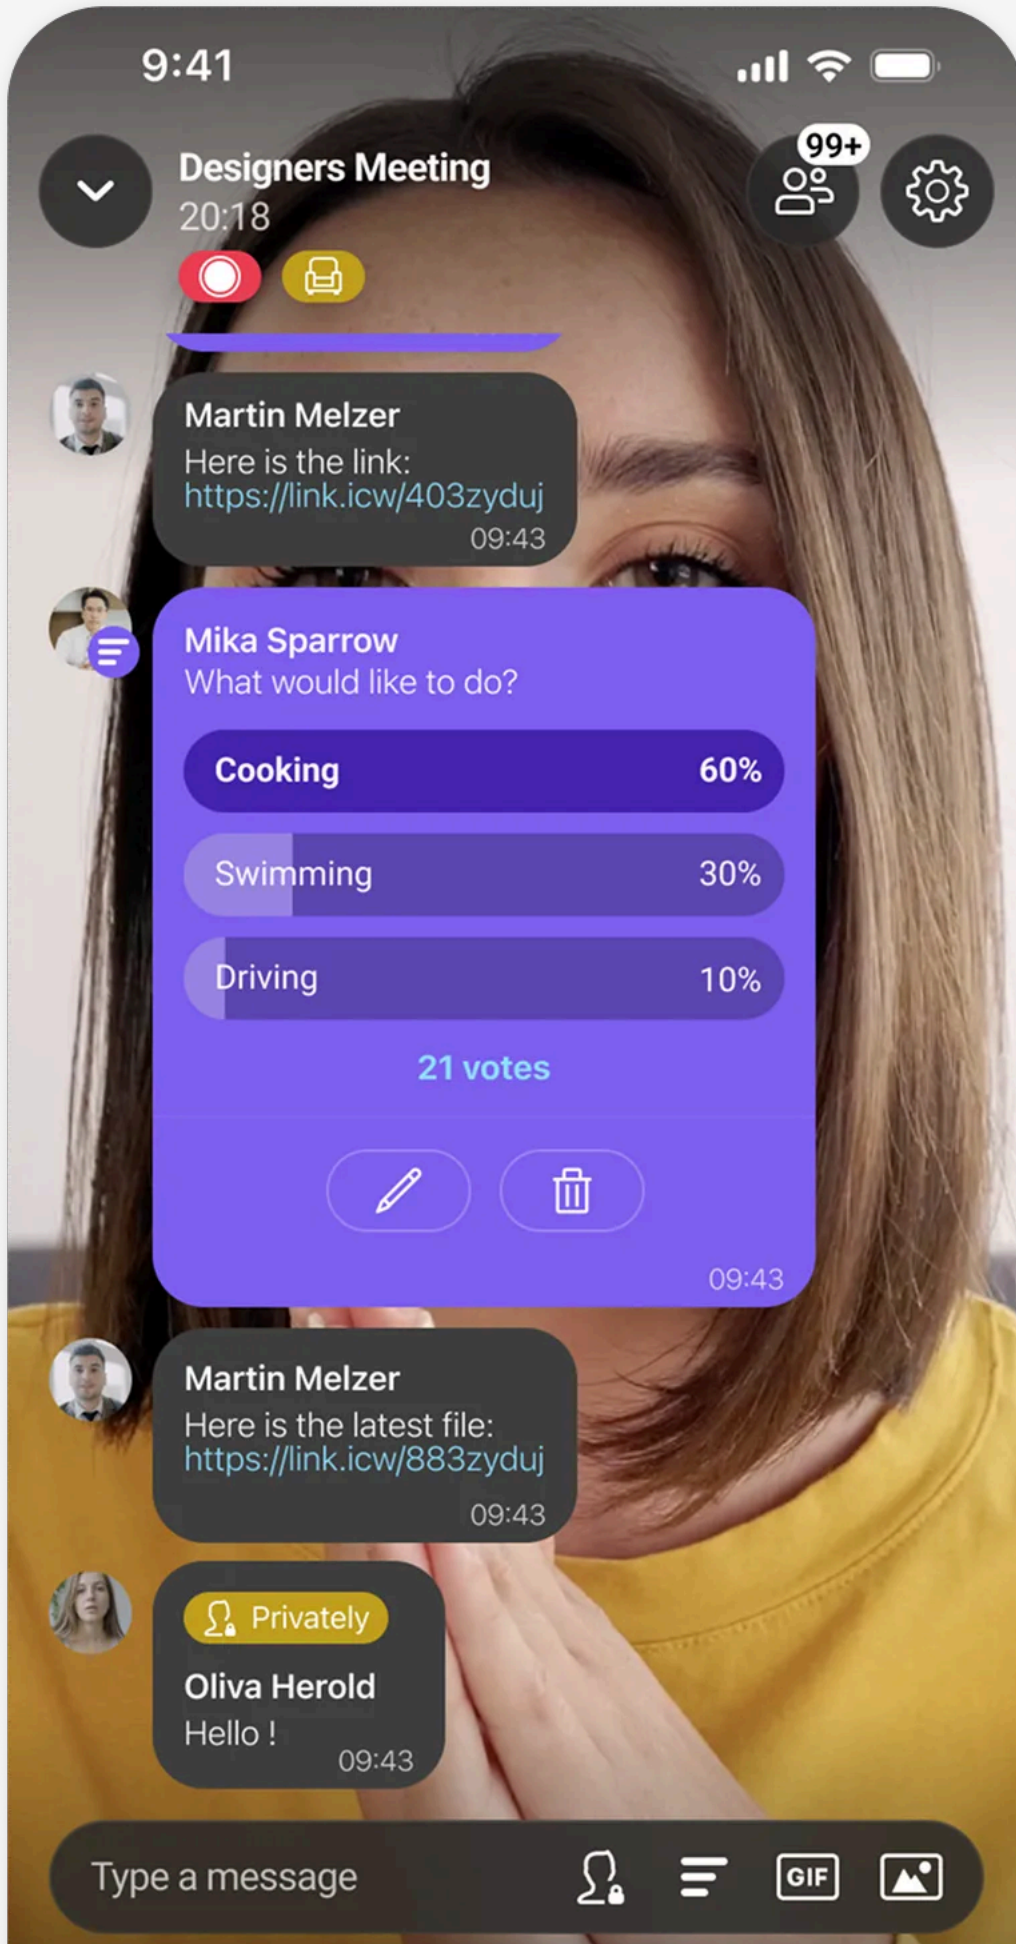 9:41
99+
Designers Meeting
20:18
Martin Melzer
Here is the link:
https://link.icw/403zyduj
09:43
Mika Sparrow
What would like to do?
Cooking 60%
Swimming 30%
Driving 10%
21 votes
09:43
Martin Melzer
Here is the latest file:
https://link.icw/883zyduj
09:43
Privately
Oliva Herold
Hello !
09:43
Type a message
GIF